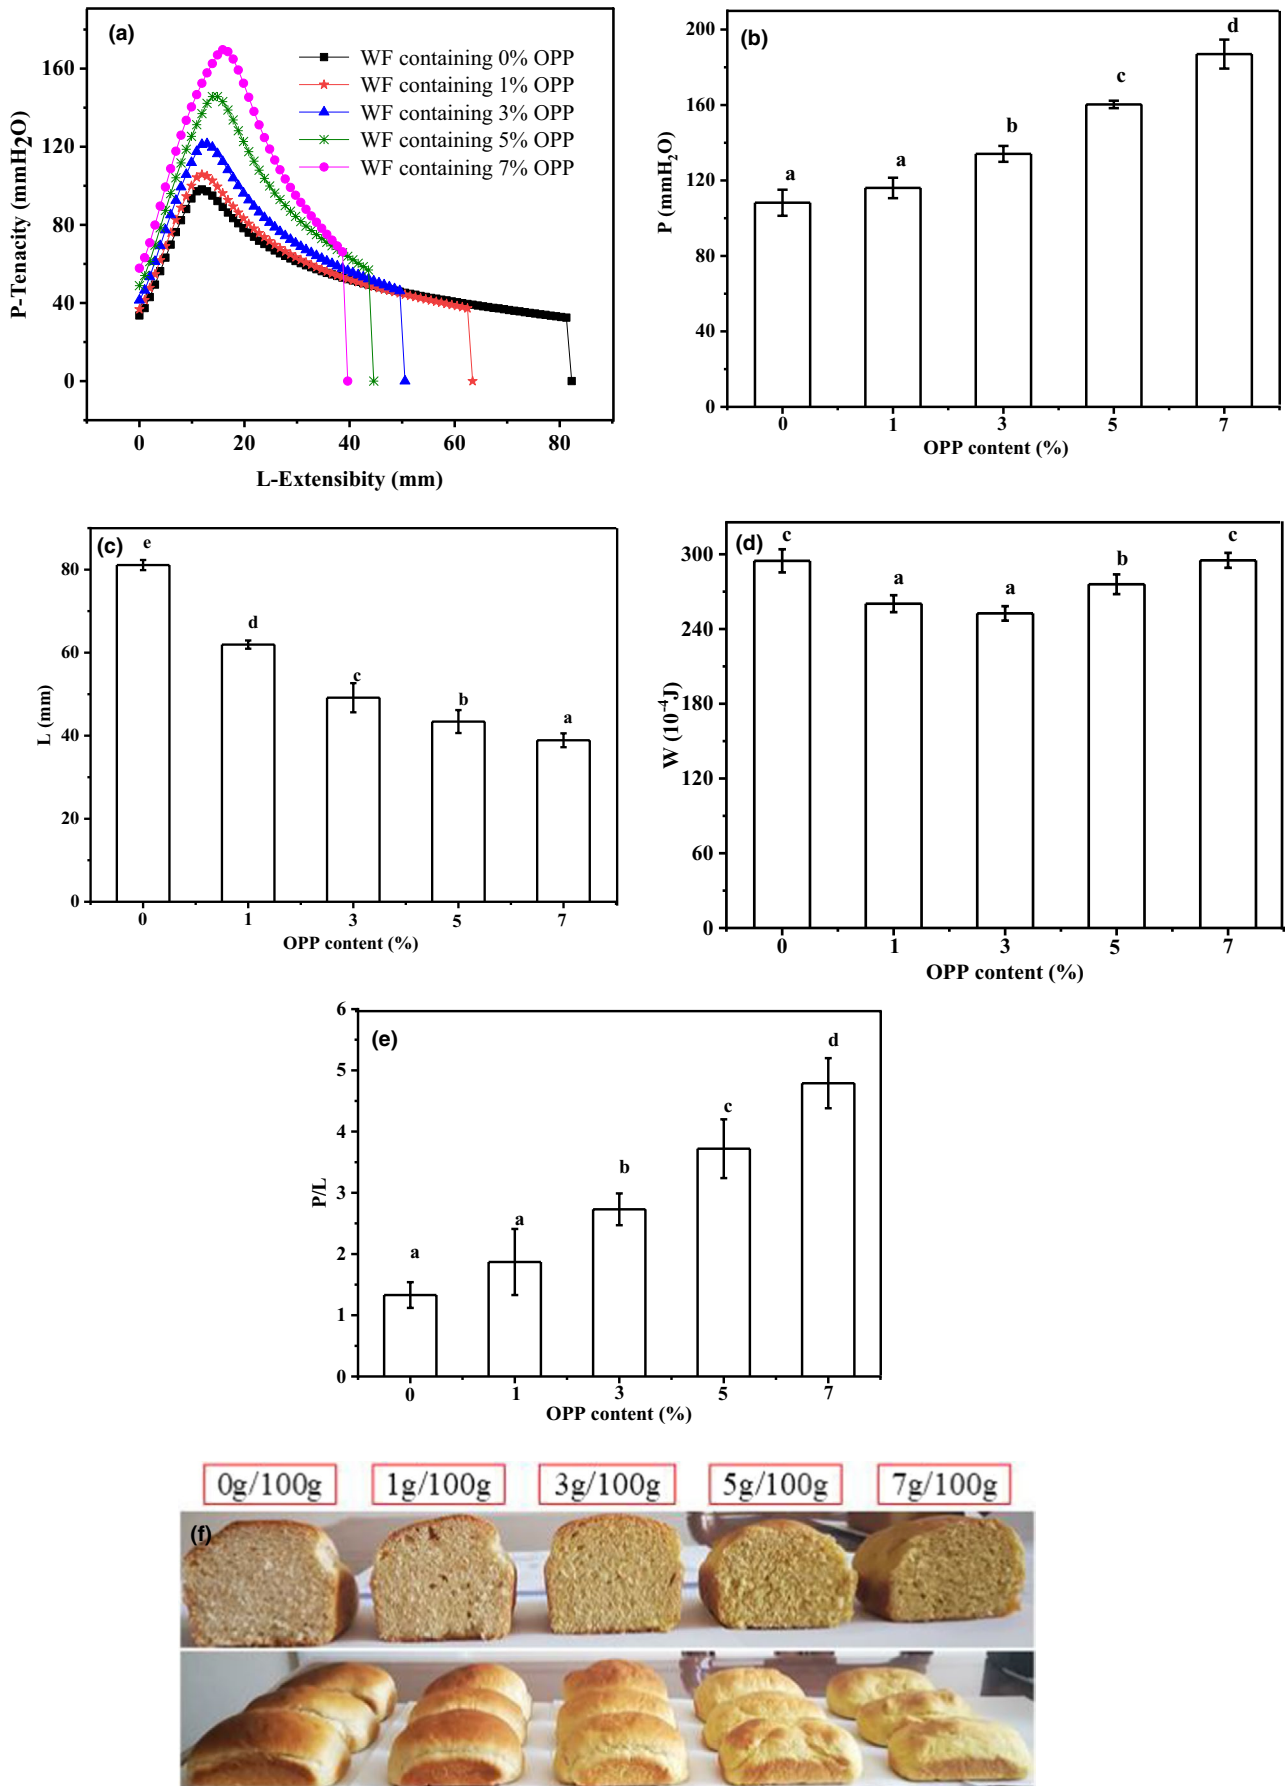 (a)
WF containing 0% OPP
WF containing 1% OPP
WF containing 3% OPP
WF containing 5% OPP
WF containing 7% OPP
P-Tenacity (mmH2O)
160
120
80
40
0
0 20 40 60 80
L-Extensibity (mm)
(b)
P (mmH2O)
200
160
120
80
40
0
a a b c d
0 1 3 5 7
OPP content (%)
(c)
L (mm)
80
60
40
20
0
e d c b a
0 1 3 5 7
OPP content (%)
(d)
W (10-4J)
300
240
180
120
60
0
c a a b c
0 1 3 5 7
OPP content (%)
(e)
P/L
6
5
4
3
2
1
0
a a b c d
0 1 3 5 7
OPP content (%)
0g/100g 1g/100g 3g/100g 5g/100g 7g/100g
(f)